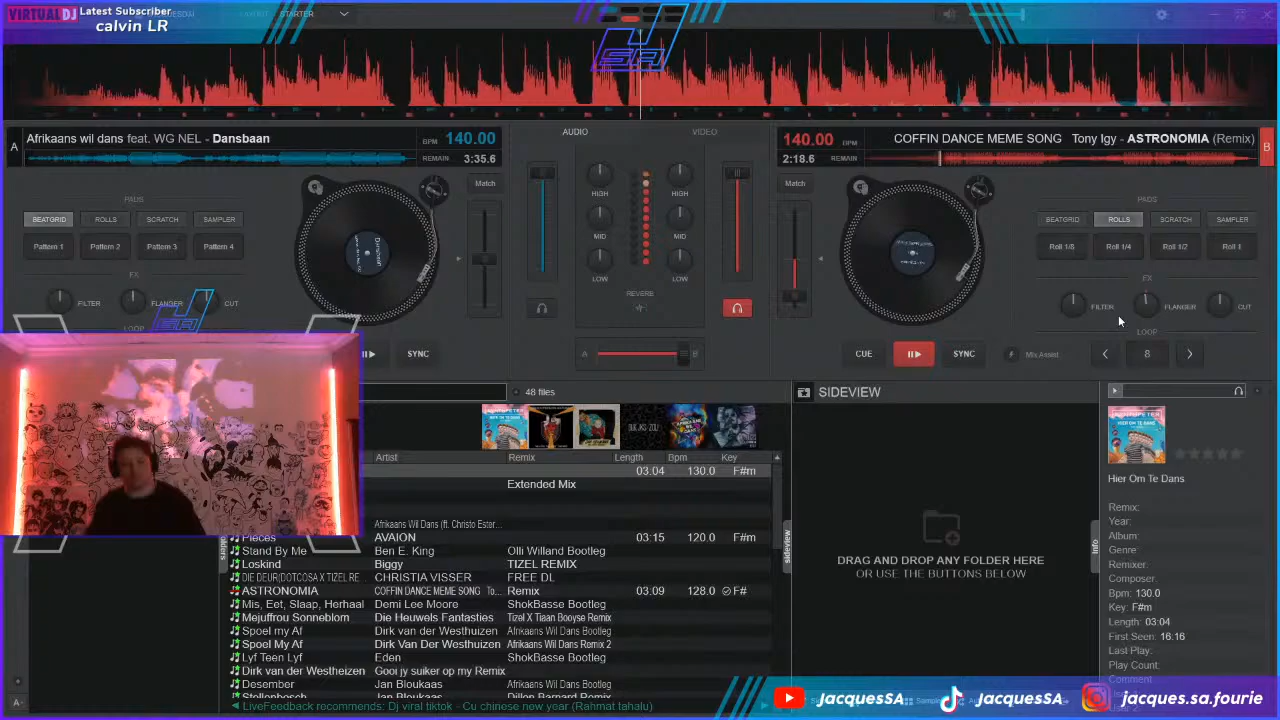 VIRTUALDJ
Latest Subscriber
calvin LR
STARTER
SA
Afrikaans wil dans feat. WG NEL - Dansbaan
A
BPM 140.00
REMAIN 3:35.6
AUDIO
VIDEO
140.00 BPM
2:18.6 REMAIN
COFFIN DANCE MEME SONG Tony Igy - ASTRONOMIA (Remix)
B
Match
Match
PADS
BEATGRID ROLLS SCRATCH SAMPLER
Pattern 1 Pattern 2 Pattern 3 Pattern 4
FX
FILTER FLANGER CUT
LOOP
HIGH HIGH
MID MID
LOW LOW
REVERB
A B
SYNC
PADS
BEATGRID ROLLS SCRATCH SAMPLER
Roll 1/8 Roll 1/4 Roll 1/2 Roll 1
FX
FILTER FLANGER CUT
LOOP
CUE SYNC Mix Assist 8
48 files
Artist Remix Length Bpm Key
03:04 130.0 F#m
Extended Mix
Afrikaans Wil Dans (ft. Christo Ester...
Pieces AVAION 03:15 120.0 F#m
Stand By Me Ben E. King Olli Willand Bootleg
Loskind Biggy TIZEL REMIX
DIE DEUR(DOTCOSA X TIZEL RE CHRISTIA VISSER FREE DL
ASTRONOMIA COFFIN DANCE MEME SONG To... Remix 03:09 128.0 F#
Mis, Eet, Slaap, Herhaal Demi Lee Moore ShokBasse Bootleg
Mejuffrou Sonneblom Die Heuwels Fantasties Tizel X Tiaan Booyse Remix
Spoel my Af Dirk van der Westhuizen Afrikaans Wil Dans Bootleg
Spoel My Af Dirk Van Der Westhuizen Afrikaans Wil Dans Remix 2
Lyf Teen Lyf Eden ShokBasse Bootleg
Dirk van der Westheizen Gooi jy suiker op my Remix
Desember Jan Bloukaas Afrikaans Wil Dans Bootleg
Stellenbosch Jan Bloukaas Dillen Barnard Remix
LiveFeedback recommends: Dj viral tiktok - Cu chinese new year (Rahmat tahalu)
sideview
SIDEVIEW
DRAG AND DROP ANY FOLDER HERE
OR USE THE BUTTONS BELOW
Info
Hier Om Te Dans
Remix:
Year:
Album:
Genre:
Remixer:
Composer:
Bpm: 130.0
Key: F#m
Length: 03:04
First Seen: 16:16
Last Play:
Play Count:
Comment
JacquesSA
JacquesSA
jacques.sa.fourie